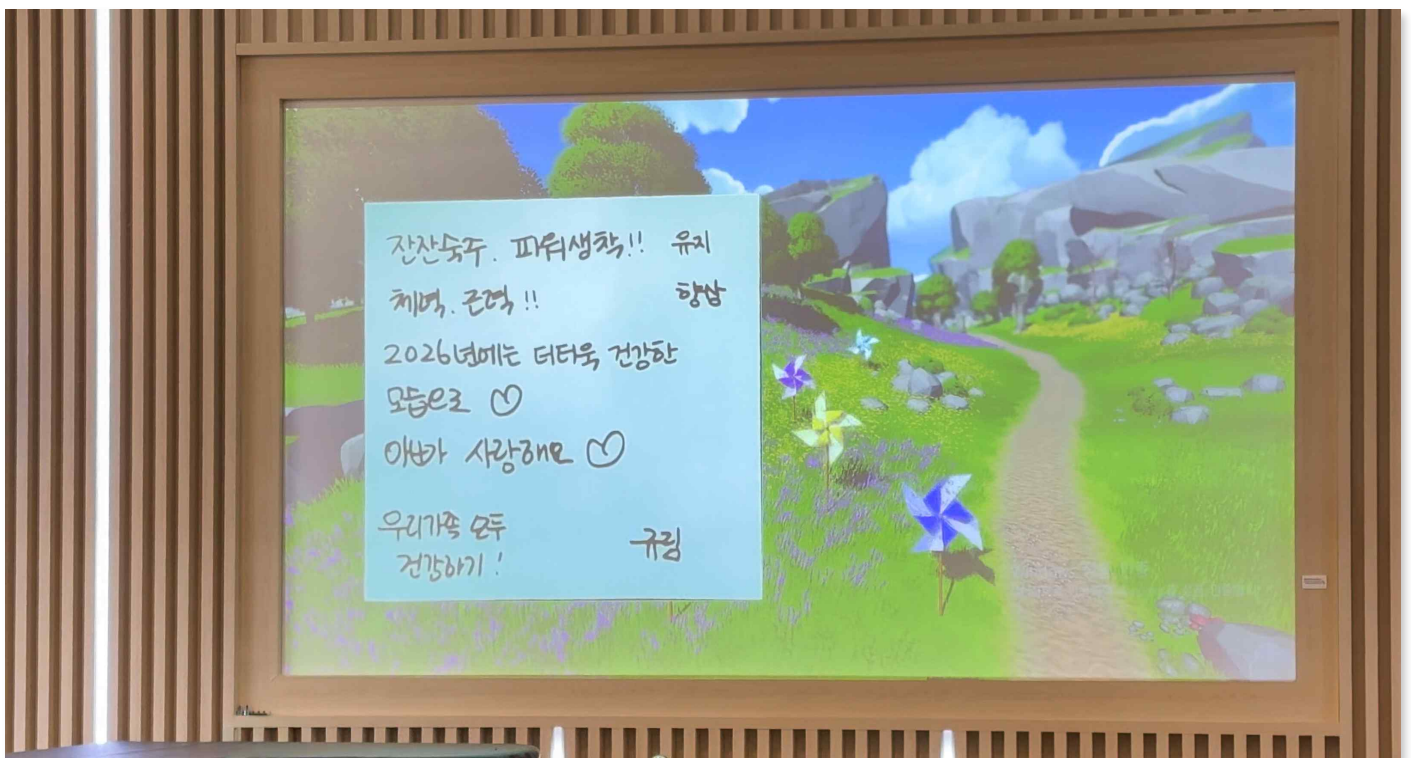 잔잔숙주. 파워생착!! 유지
체력. 근력!! 향상
2026년에는 더더욱 건강한
모습으로 ♡
아빠가 사랑해요 ♡
우리가족 모두 규림
건강하기!